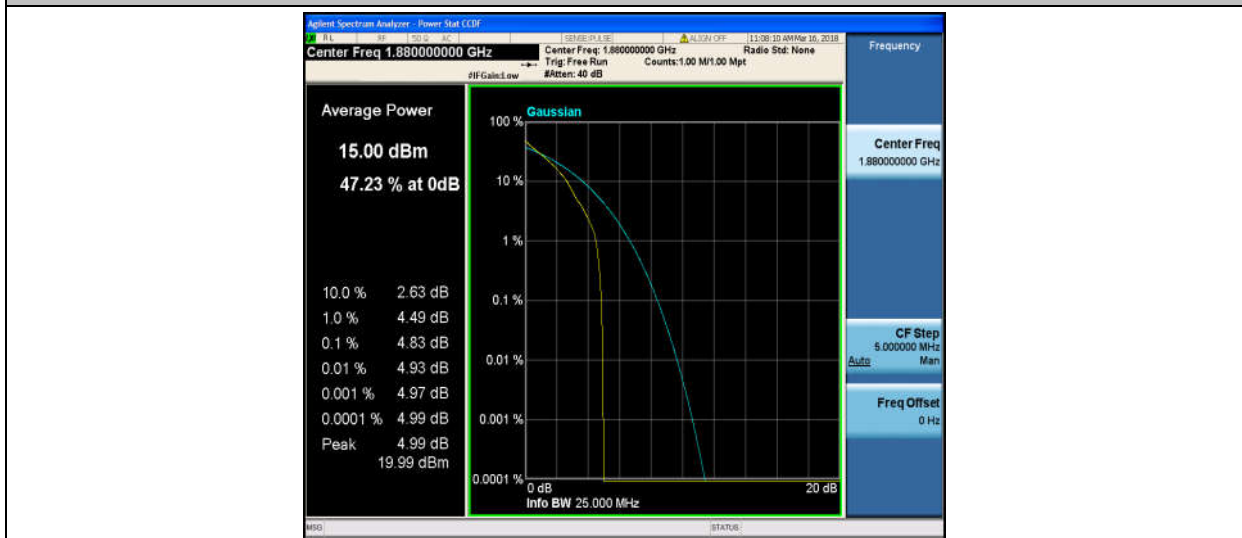 Agilent Spectrum Analyzer - Power Stat CCDF
RL RF 50 Ω AC SENSE:PULSE ALIGN OFF 11:08:10 AM Mar 16, 2018
Center Freq 1.880000000 GHz
Center Freq: 1.880000000 GHz Radio Std: None
Trig: Free Run Counts:1.00 M/1.00 Mpt
#IFGain:Low #Atten: 40 dB
Frequency
Average Power
15.00 dBm
47.23 % at 0dB
10.0 % 2.63 dB
1.0 % 4.49 dB
0.1 % 4.83 dB
0.01 % 4.93 dB
0.001 % 4.97 dB
0.0001 % 4.99 dB
Peak 4.99 dB
19.99 dBm
Gaussian
100 %
10 %
1 %
0.1 %
0.01 %
0.001 %
0.0001 %
0 dB 20 dB
Info BW 25.000 MHz
Center Freq
1.880000000 GHz
CF Step
5.000000 MHz
Auto Man
Freq Offset
0 Hz
MSG STATUS